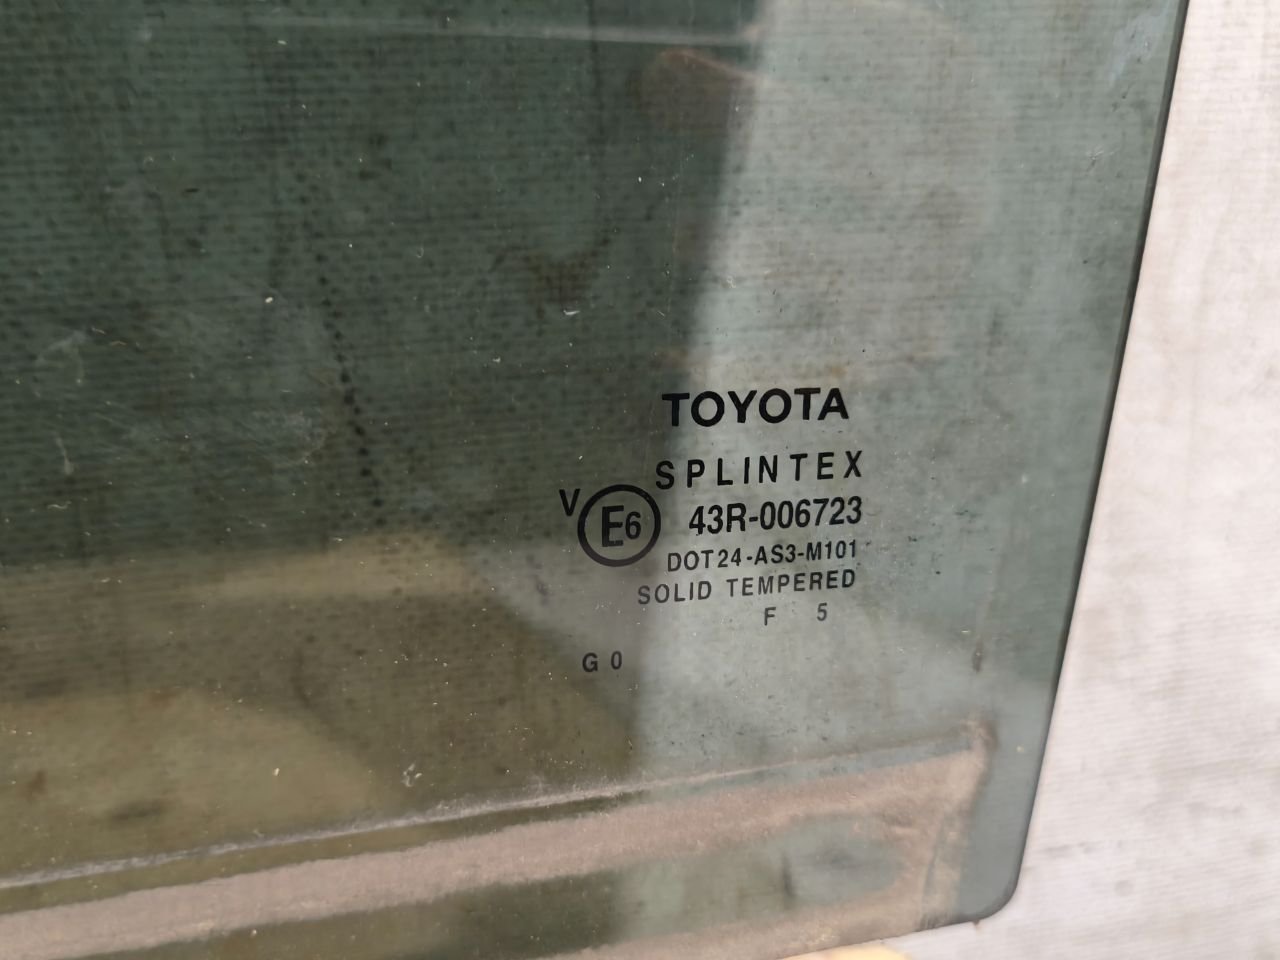 TOYOTA
SPLINTEX
V E6 43R-006723
DOT24-AS3-M101
SOLID TEMPERED
F 5
G 0